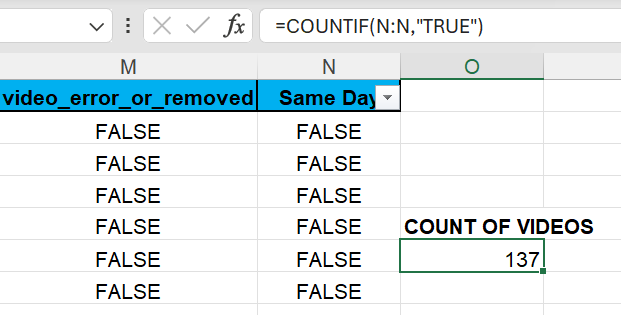 fx =COUNTIF(N:N,"TRUE")
M N O
video_error_or_removed Same Day
FALSE FALSE
FALSE FALSE
FALSE FALSE
FALSE FALSE COUNT OF VIDEOS
FALSE FALSE 137
FALSE FALSE